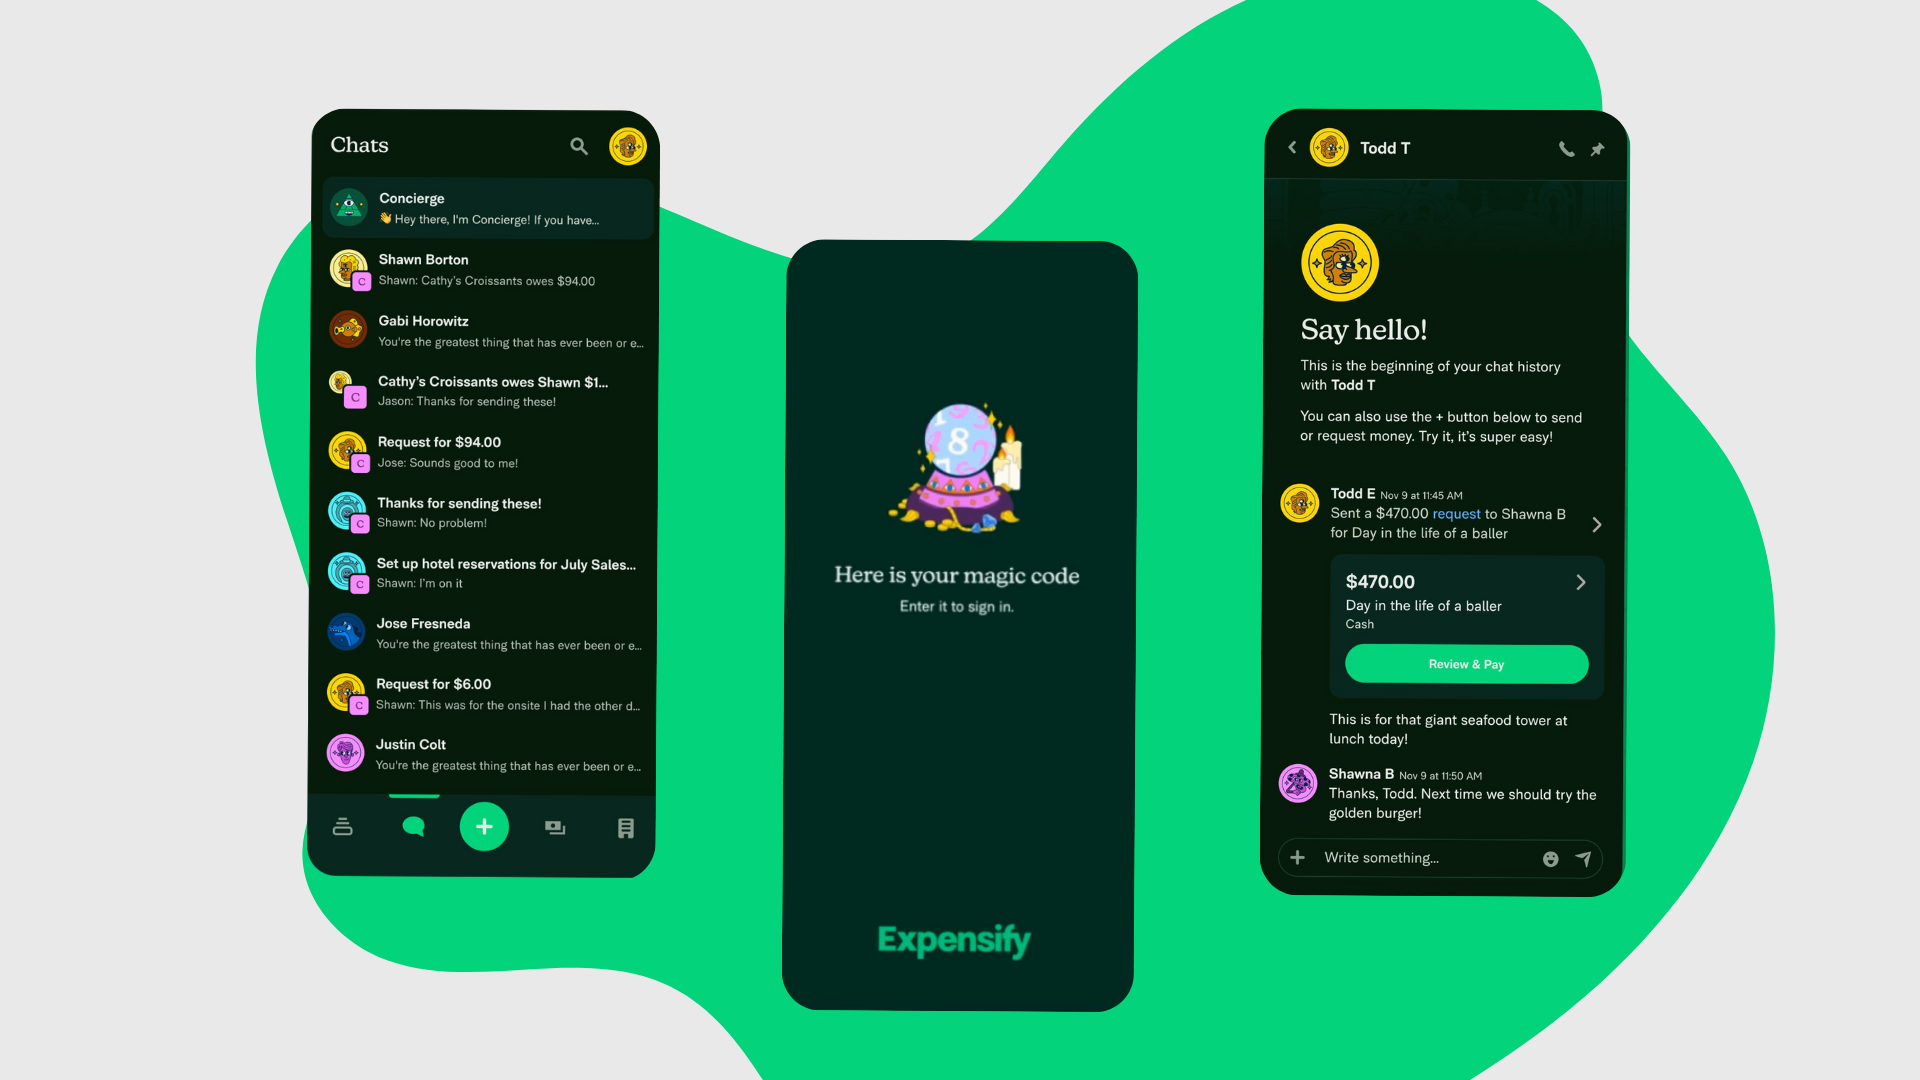 Chats
Concierge
👋 Hey there, I'm Concierge! If you have...
Shawn Borton
C
Shawn: Cathy's Croissants owes $94.00
Gabi Horowitz
You're the greatest thing that has ever been or e...
Cathy's Croissants owes Shawn $1...
C
Jason: Thanks for sending these!
Request for $94.00
C
Jose: Sounds good to me!
Thanks for sending these!
C
Shawn: No problem!
Set up hotel reservations for July Sales...
C
Shawn: I'm on it
Jose Fresneda
You're the greatest thing that has ever been or e...
Request for $6.00
C
Shawn: This was for the onsite I had the other d...
Justin Colt
You're the greatest thing that has ever been or e...
8
Here is your magic code
Enter it to sign in.
Expensify
Todd T
Say hello!
This is the beginning of your chat history
with Todd T
You can also use the + button below to send
or request money. Try it, it's super easy!
Todd E Nov 9 at 11:45 AM
Sent a $470.00 request to Shawna B
for Day in the life of a baller
$470.00
Day in the life of a baller
Cash
Review & Pay
This is for that giant seafood tower at
lunch today!
Shawna B Nov 9 at 11:50 AM
Thanks, Todd. Next time we should try the
golden burger!
Write something...